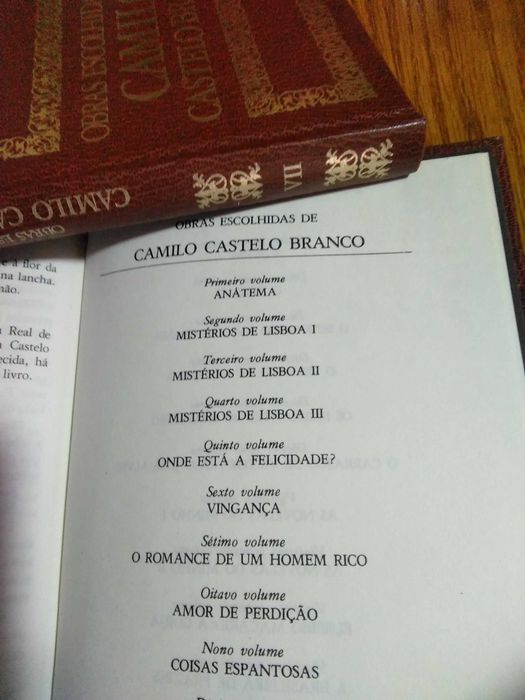 OBRAS ESCOLHIDAS
CAMILO
CASTELO
VII
CAMILO
OBRAS
e à flor da
na lancha.
Real de
Castelo
há
livro.
OBRAS ESCOLHIDAS DE
CAMILO CASTELO BRANCO
Primeiro volume
ANÁTEMA
Segundo volume
MISTÉRIOS DE LISBOA I
Terceiro volume
MISTÉRIOS DE LISBOA II
Quarto volume
MISTÉRIOS DE LISBOA III
Quinto volume
ONDE ESTÁ A FELICIDADE?
Sexto volume
VINGANÇA
Sétimo volume
O ROMANCE DE UM HOMEM RICO
Oitavo volume
AMOR DE PERDIÇÃO
Nono volume
COISAS ESPANTOSAS